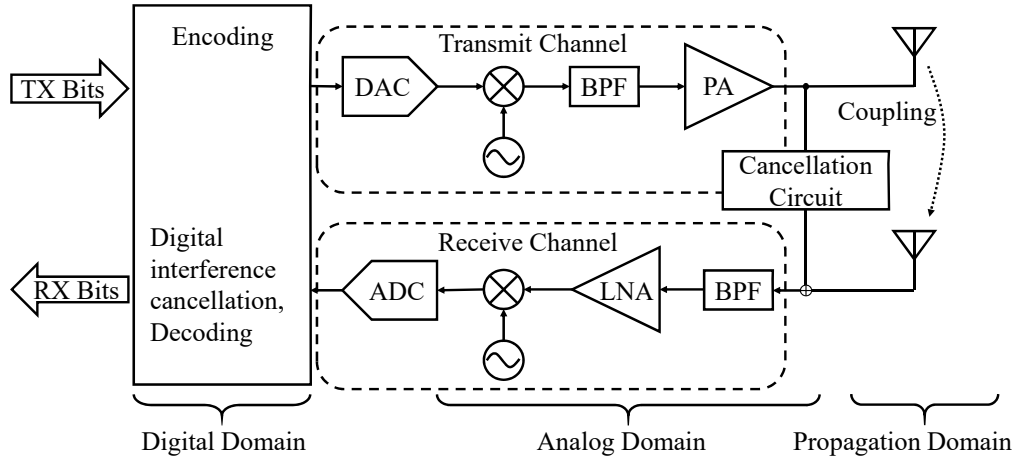 Encoding
Transmit Channel
TX Bits
DAC
BPF
PA
Coupling
Cancellation
Circuit
Digital
interference
cancellation,
Decoding
Receive Channel
RX Bits
ADC
LNA
BPF
Digital Domain
Analog Domain
Propagation Domain